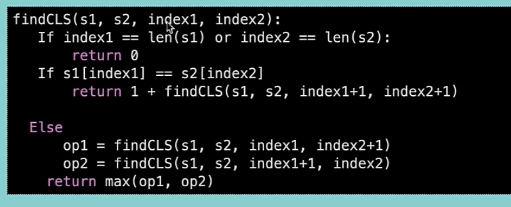 findCLS(s1, s2, index1, index2):
If index1 == len(s1) or index2 == len(s2):
return 0
If s1[index1] == s2[index2]
return 1 + findCLS(s1, s2, index1+1, index2+1)
Else
op1 = findCLS(s1, s2, index1, index2+1)
op2 = findCLS(s1, s2, index1+1, index2)
return max(op1, op2)